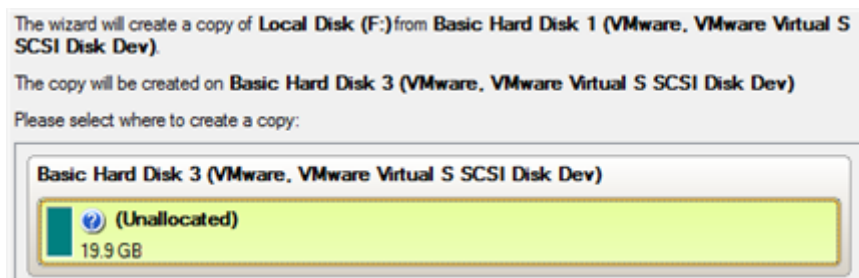 The wizard will create a copy of Local Disk (F:)from Basic Hard Disk 1 (VMware, VMware Virtual S
SCSI Disk Dev).
The copy will be created on Basic Hard Disk 3 (VMware, VMware Virtual S SCSI Disk Dev)
Please select where to create a copy:
Basic Hard Disk 3 (VMware, VMware Virtual S SCSI Disk Dev)
(Unallocated)
19.9 GB